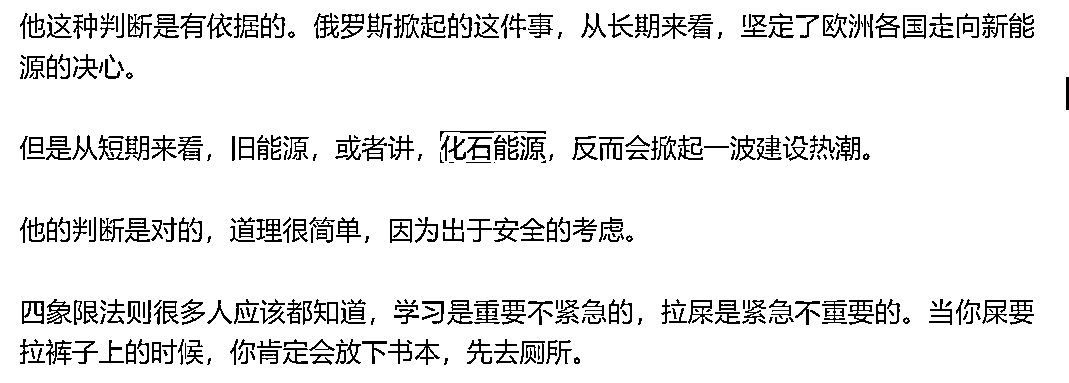 他这种判断是有依据的。俄罗斯掀起的这件事，从长期来看，坚定了欧洲各国走向新能
源的决心。
但是从短期来看，旧能源，或者讲，化石能源，反而会掀起一波建设热潮。
他的判断是对的，道理很简单，因为出于安全的考虑。
四象限法则很多人应该都知道，学习是重要不紧急的，拉屎是紧急不重要的。当你屎要
拉裤子上的时候，你肯定会放下书本，先去厕所。